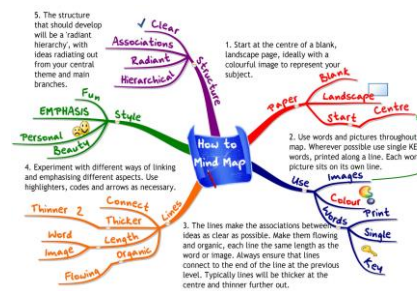 5. The structure
that should develop
will be a 'radiant
hierarchy', with
ideas radiating out
from your central
theme and main
branches.
Clear
Associations
Radiant
Hierarchical
Structure
1. Start at the centre of a blank,
landscape page, ideally with a
colourful image to represent your
subject.
Blank
Landscape
Start
Centre
Paper
Fun
EMPHASIS
Personal
Beauty
Style
How to
Mind Map
2. Use words and pictures throughout
map. Wherever possible use single KE
words, printed along a line. Each wor
picture sits on its own line.
4. Experiment with different ways of linking
and emphasising different aspects. Use
highlighters, codes and arrows as necessary.
Use
Images
Colour
Words
Print
Single
Key
Lines
Connect
Thinner 2
Thicker
Length
Word
Image
Organic
Flowing
3. The lines make the associations between
ideas as clear as possible. Make them flowing
and organic, each line the same length as the
word or image. Always ensure that lines
connect to the end of the line at the previous
level. Typically lines will be thicker at the
centre and thinner further out.